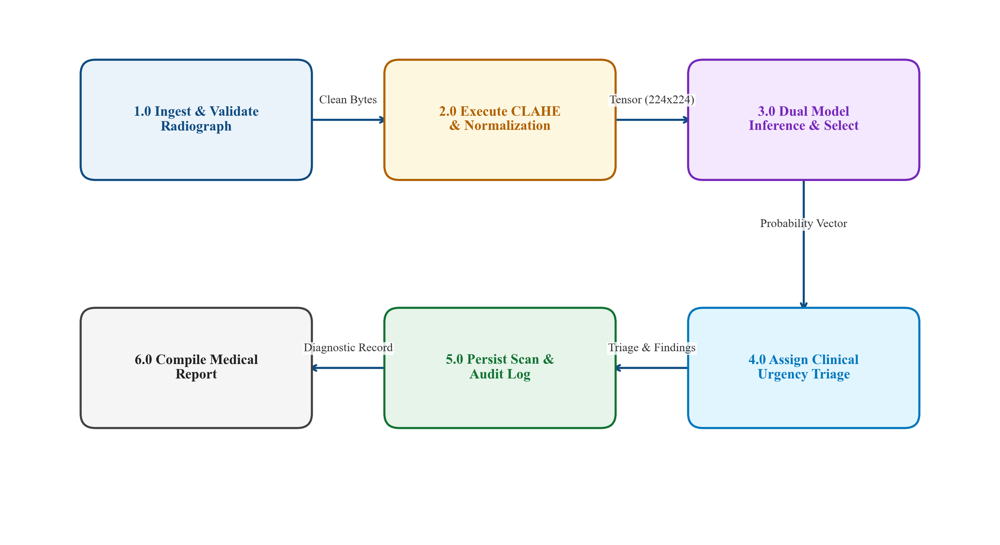 1.0 Ingest & Validate
Radiograph
Clean Bytes
2.0 Execute CLAHE
& Normalization
Tensor (224x224)
3.0 Dual Model
Inference & Select
Probability Vector
4.0 Assign Clinical
Urgency Triage
Triage & Findings
5.0 Persist Scan &
Audit Log
Diagnostic Record
6.0 Compile Medical
Report